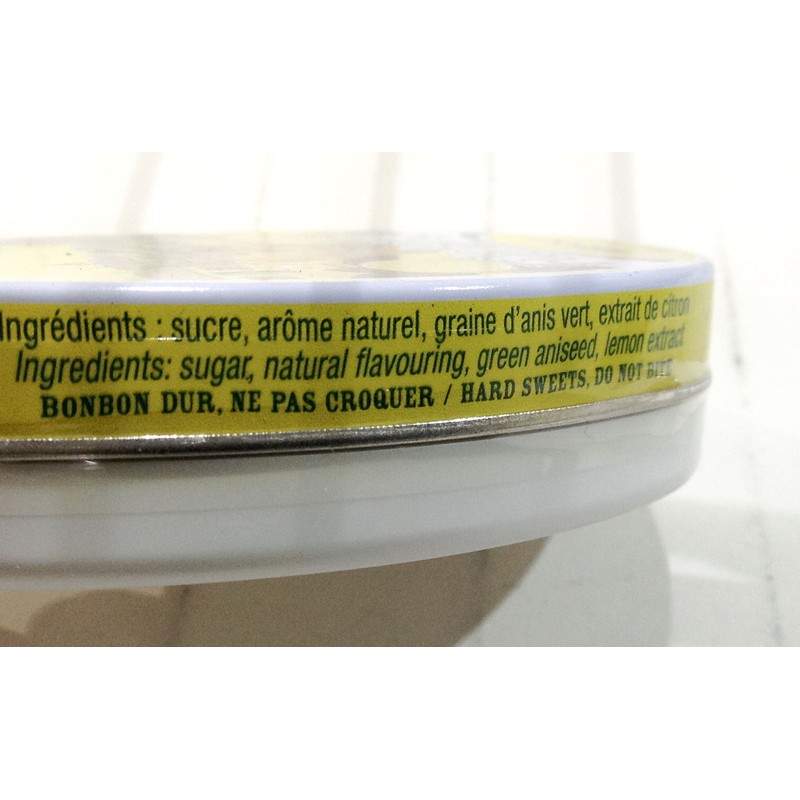 Ingrédients : sucre, arôme naturel, graine d'anis vert, extrait de citron
Ingredients: sugar, natural flavouring, green aniseed, lemon extract
BONBON DUR, NE PAS CROQUER / HARD SWEETS, DO NOT BITE